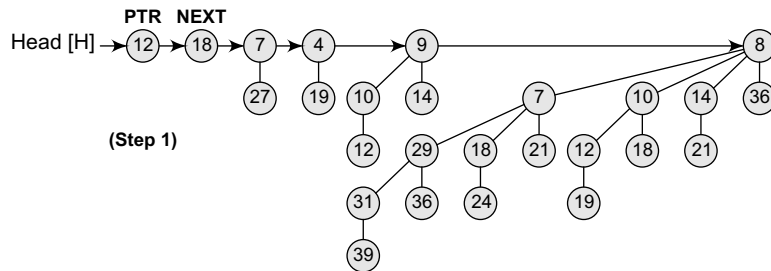 PTR NEXT
Head [H] 12 18 7 4 9 8
27 19 10 14 7 10 14 36
(Step 1) 12 29 18 21 12 18 21
31 36 24 19
39